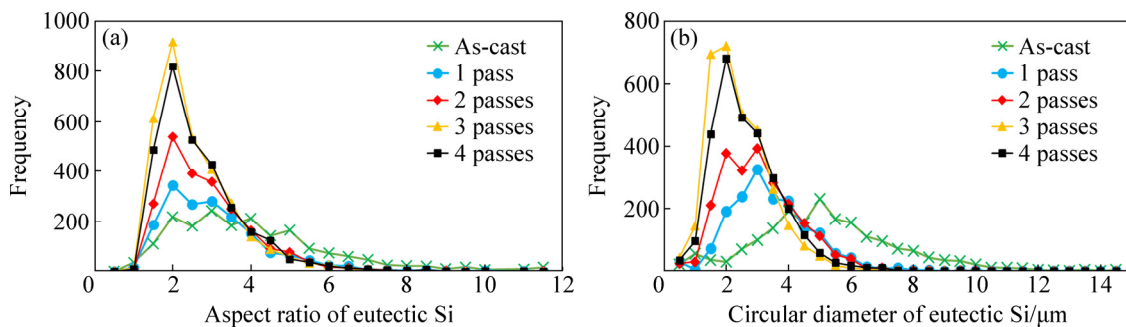 (a)
1000
800
600
400
200
Frequency
As-cast
1 pass
2 passes
3 passes
4 passes
2 4 6 8 10 12
Aspect ratio of eutectic Si
(b)
800
600
400
200
0
Frequency
As-cast
1 pass
2 passes
3 passes
4 passes
2 4 6 8 10 12 14
Circular diameter of eutectic Si/μm